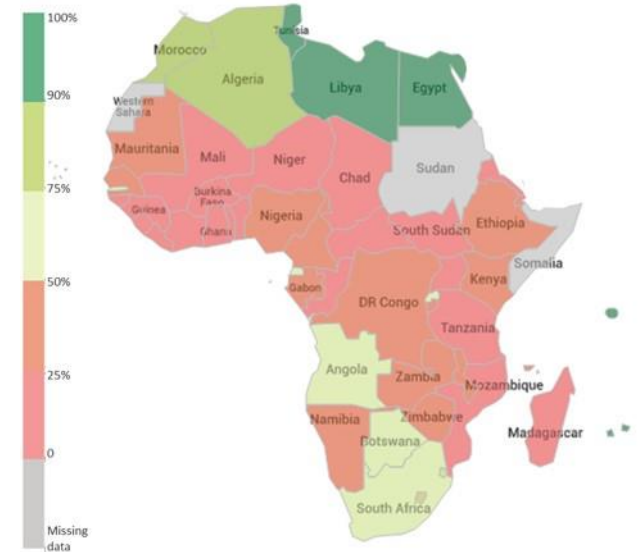 100%
90%
75%
50%
25%
0
Missing
data
Tunisia
Morocco
Algeria
Libya
Egypt
Western
Sahara
Mauritania
Mali
Niger
Chad
Sudan
Burkina
Faso
Guinea
Ghana
Nigeria
South Sudan
Ethiopia
Somalia
Gabon
DR Congo
Kenya
Tanzania
Angola
Zambia
Mozambique
Namibia
Zimbabwe
Botswana
Madagascar
South Africa